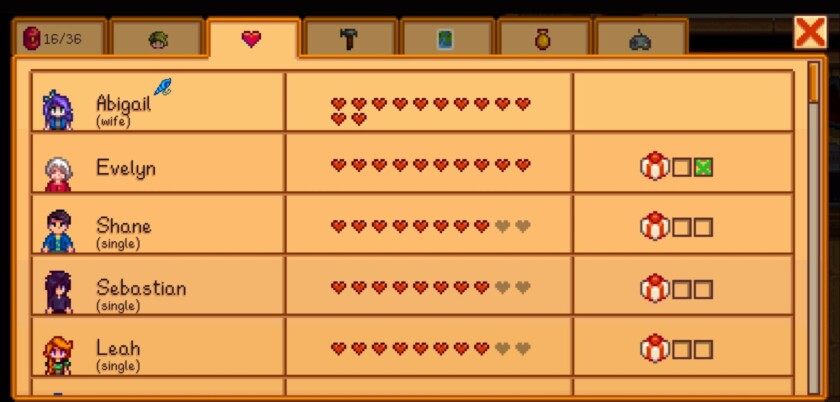 16/36
Abigail
(wife)
Evelyn
Shane
(single)
Sebastian
(single)
Leah
(single)